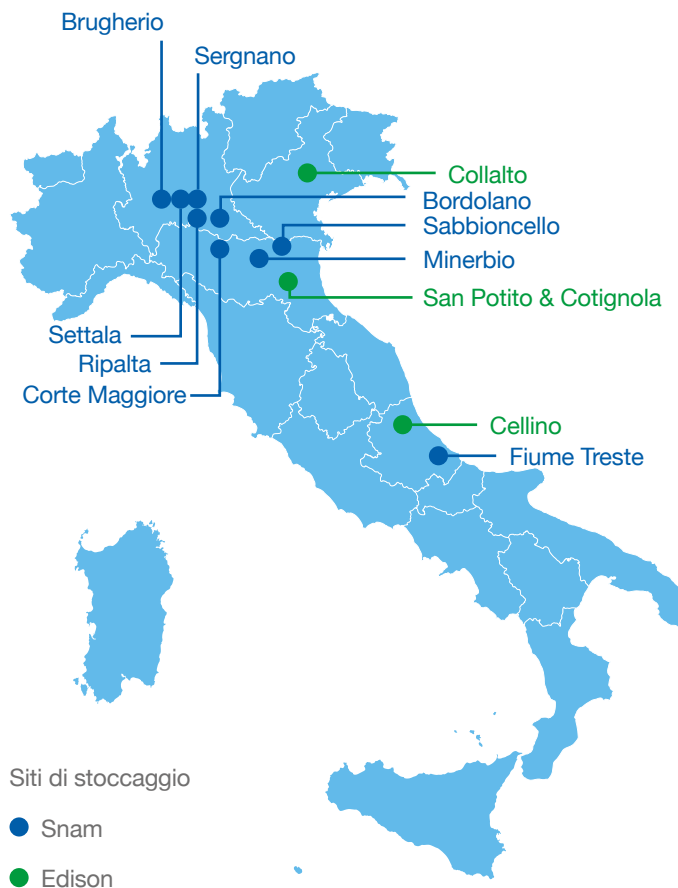 Brugherio
Sergnano
Collalto
Bordolano
Sabbioncello
Minerbio
San Potito & Cotignola
Settala
Ripalta
Corte Maggiore
Cellino
Fiume Treste
Siti di stoccaggio
Snam
Edison